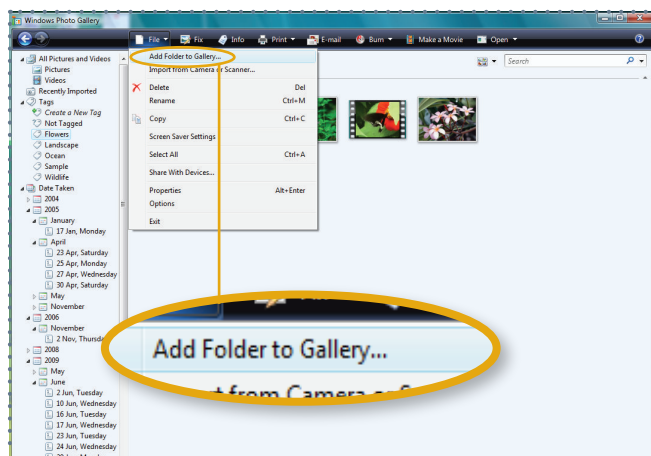 Windows Photo Gallery
File Fix Info Print E-mail Burn Make a Movie Open
Search
Add Folder to Gallery...
Import from Camera or Scanner...
Delete Del
Rename Ctrl+M
Copy Ctrl+C
Screen Saver Settings
Select All Ctrl+A
Share With Devices...
Properties Alt+Enter
Options
Exit
All Pictures and Videos
Pictures
Videos
Recently Imported
Tags
Create a New Tag
Not Tagged
Flowers
Landscape
Ocean
Sample
Wildlife
Date Taken
2004
2005
January
17 Jan, Monday
April
23 Apr, Saturday
25 Apr, Monday
27 Apr, Wednesday
30 Apr, Saturday
May
November
2006
November
2 Nov, Thursday
2008
2009
May
June
2 Jun, Tuesday
10 Jun, Wednesday
16 Jun, Tuesday
17 Jun, Wednesday
23 Jun, Tuesday
24 Jun, Wednesday
Add Folder to Gallery...
from Camera or